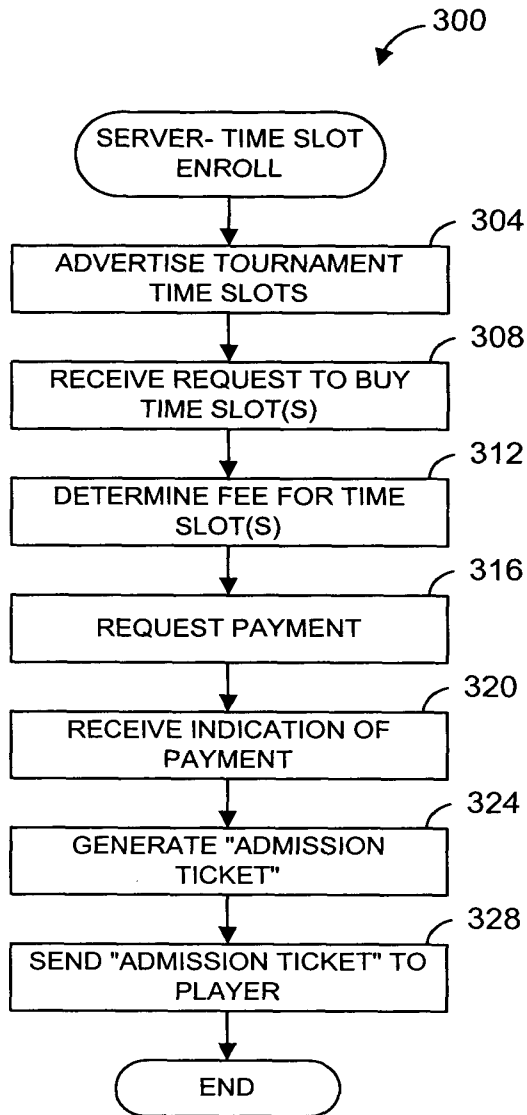 300
SERVER- TIME SLOT
ENROLL
304
ADVERTISE TOURNAMENT
TIME SLOTS
308
RECEIVE REQUEST TO BUY
TIME SLOT(S)
312
DETERMINE FEE FOR TIME
SLOT(S)
316
REQUEST PAYMENT
320
RECEIVE INDICATION OF
PAYMENT
324
GENERATE "ADMISSION
TICKET"
328
SEND "ADMISSION TICKET" TO
PLAYER
END